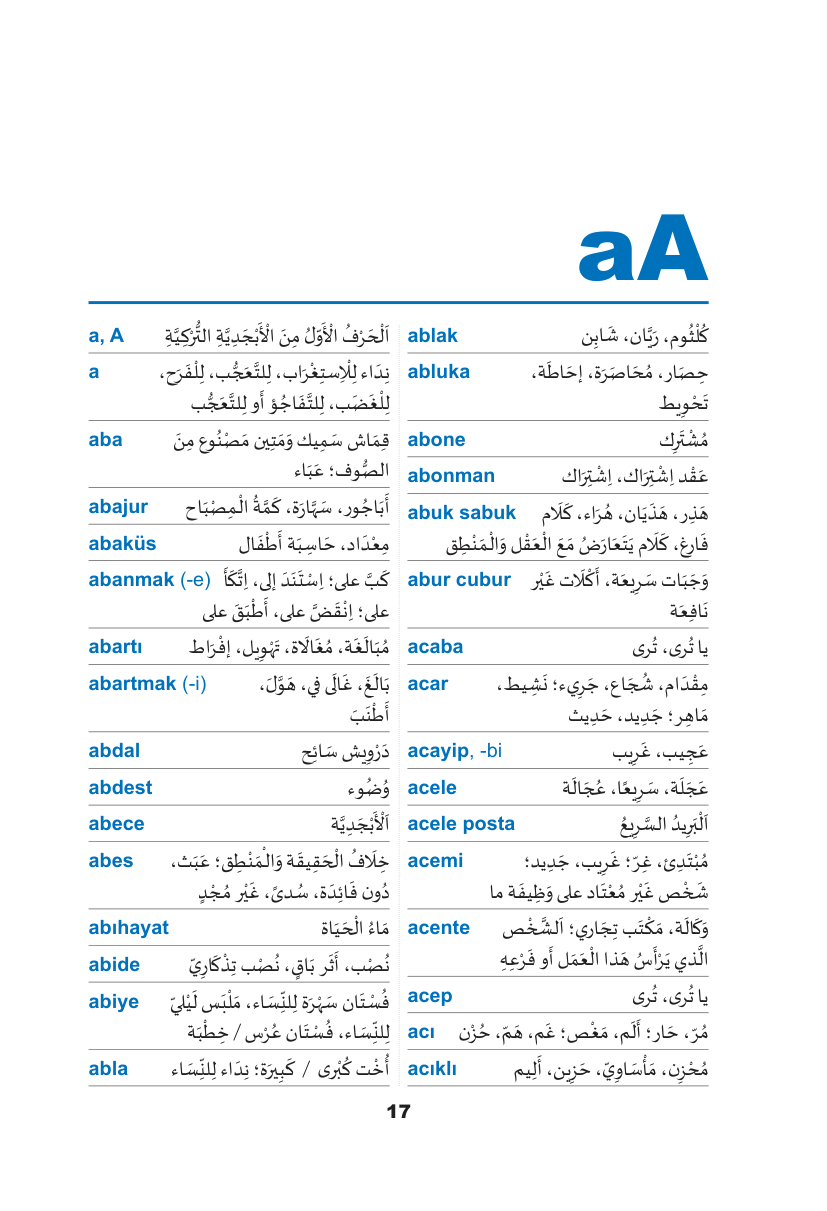 aA
a, A اَلْحَرْفُ الْأَوَّلُ مِنَ الْأَبْجَدِيَّةِ التُّرْكِيَّةِ
a نِدَاء لِلْاِستِغْرَاب، لِلتَّعَجُّب، لِلْفَرَح،
لِلْغَضَب، لِلتَّفَاجُؤ أَو لِلتَّعَجُّب
aba قِمَاش سَمِيك وَمَتِين مَصْنُوع مِنَ
الصُّوف؛ عَبَاء
abajur أَبَاجُور، سَهَّارَة، كَمَّةُ الْمِصْبَاح
abaküs مِعْدَاد، حَاسِبَة أَطْفَال
abanmak (-e) كَبَّ على؛ اِسْتَنَدَ إلى، اِتَّكَأَ
على؛ اِنْقَضَّ على، أَطْبَقَ على
abartı مُبَالَغَة، مُغَالَاة، تَهْوِيل، إفْرَاط
abartmak (-i) بَالَغَ، غَالَى في، هَوَّلَ،
أَطْنَبَ
abdal دَرْوِيش سَائِح
abdest وُضُوء
abece اَلْأَبْجَدِيَّة
abes خِلَافُ الْحَقِيقَة وَالْمَنْطِق؛ عَبَث،
دُون فَائِدَة، سُدىً، غَيْر مُجْدٍ
abıhayat مَاءُ الْحَيَاة
abide نُصْب، أَثَر بَاقٍ، نُصْب تِذْكَارِيّ
abiye فُسْتَان سَهْرَة لِلنِّسَاء، مَلْبَس لَيْلِيّ
لِلنِّسَاء، فُسْتَان عُرْس / خِطْبَة
abla أُخْت كُبْرى / كَبِيرَة؛ نِدَاء لِلنِّسَاء
ablak كُلْثُوم، رَيَّان، شَابِن
abluka حِصَار، مُحَاصَرَة، إحَاطَة،
تَحْوِيط
abone مُشْتَرِك
abonman عَقْد اِشْتِرَاك، اِشْتِرَاك
abuk sabuk هَذِر، هَذَيَان، هُرَاء، كَلَام
فَارِغ، كَلَام يَتَعَارَضُ مَعَ الْعَقْل وَالْمَنْطِق
abur cubur وَجَبَات سَرِيعَة، أَكْلَات غَيْر
نَافِعَة
acaba يا تُرى، تُرى
acar مِقْدَام، شُجَاع، جَرِيء؛ نَشِيط،
مَاهِر؛ جَدِيد، حَدِيث
acayip, -bi عَجِيب، غَرِيب
acele عَجَلَة، سَرِيعًا، عُجَالَة
acele posta اَلْبَرِيدُ السَّرِيعُ
acemi مُبْتَدِئ، غِرّ؛ غَرِيب، جَدِيد؛
شَخْص غَيْر مُعْتَاد على وَظِيفَة ما
acente وَكَالَة، مَكْتَب تِجَارِي؛ اَلشَّخْص
الَّذي يَرْأَسُ هَذا الْعَمَل أَو فَرْعِهِ
acep يا تُرى، تُرى
acı مُرّ، حَار؛ أَلَم، مَغْص؛ غَم، هَمّ، حُزْن
acıklı مُحْزِن، مَأْسَاوِيّ، حَزِين، أَلِيم
17